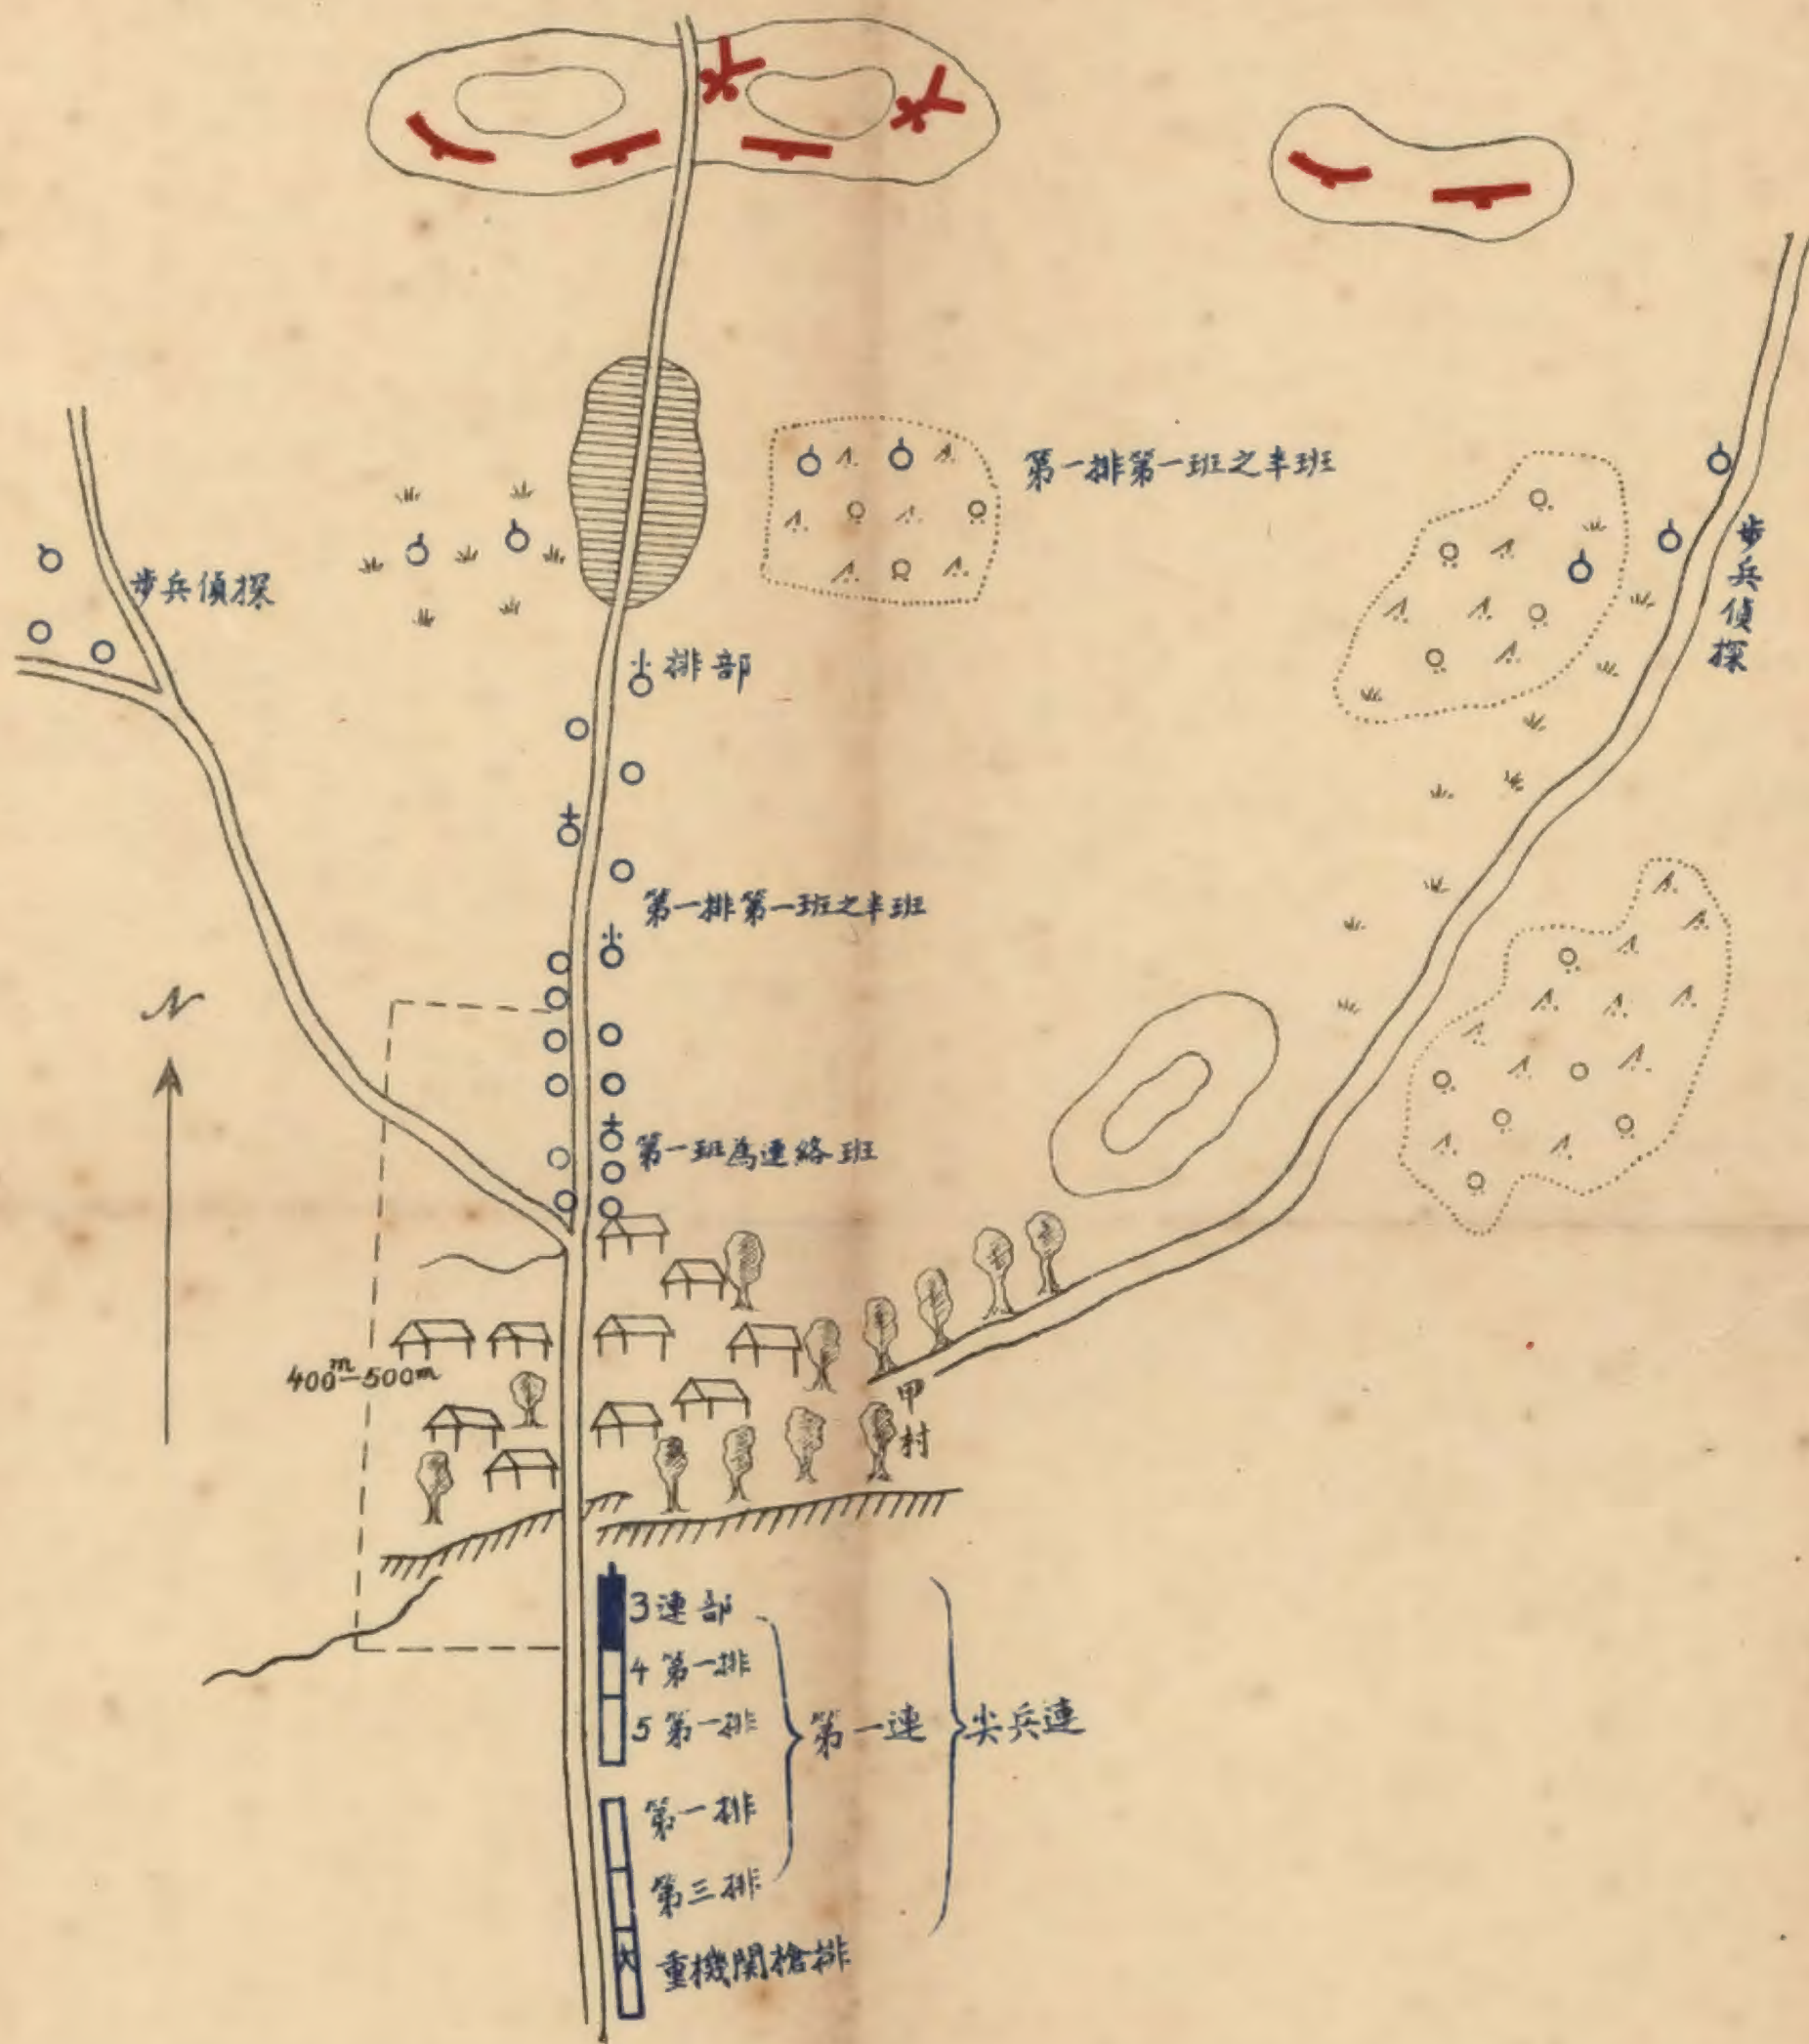 第一排第一班之半班
步兵偵探
步兵偵探
排部
第一排第一班之半班
N
第一班為連絡班
400m—500m
甲村
3連部
4第一排
5第一排
第一連
尖兵連
第一排
第三排
重機関槍排